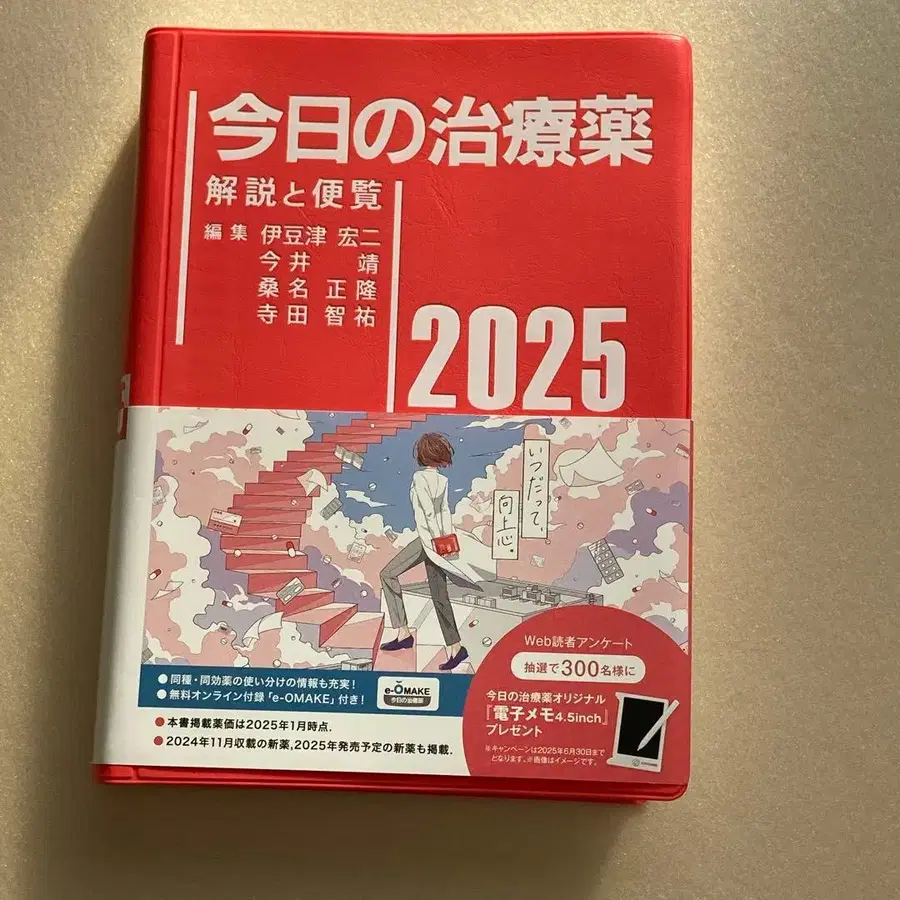 今日の治療薬
解説と便覧
編集 伊豆津 宏二
今井 靖
桑名 正隆
寺田 智祐
2025
いつだって、
向上心。
●同種・同効薬の使い分けの情報も充実!
●無料オンライン付録「e-OMAKE」付き!
e-OMAKE
今日の治療薬
●本書掲載薬価は2025年1月時点.
●2024年11月収載の新薬,2025年発売予定の新薬も掲載.
Web読者アンケート
抽選で300名様に
今日の治療薬オリジナル
『電子メモ4.5inch』
プレゼント
※キャンペーンは2025年6月30日まで
となります。※画像はイメージです。